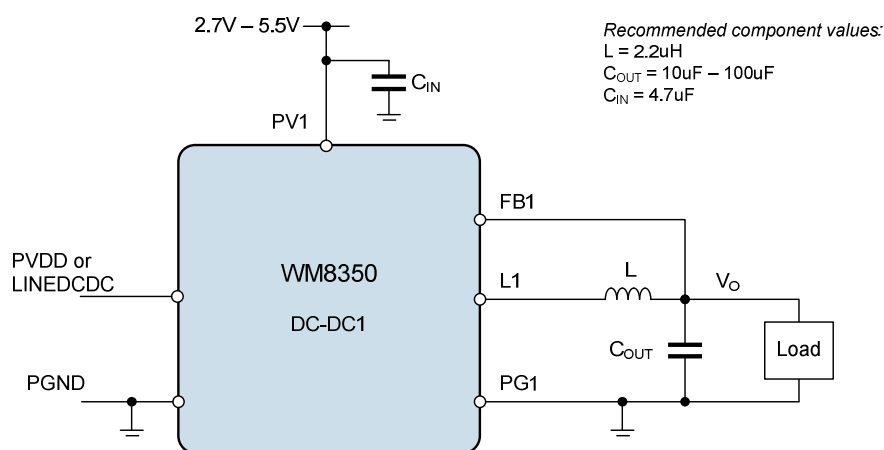 2.7V – 5.5V
Recommended component values:
L = 2.2uH
COUT = 10uF – 100uF
CIN = 4.7uF
CIN
PV1
FB1
PVDD or
LINEDCDC
WM8350
DC-DC1
L1
L
VO
COUT
Load
PGND
PG1